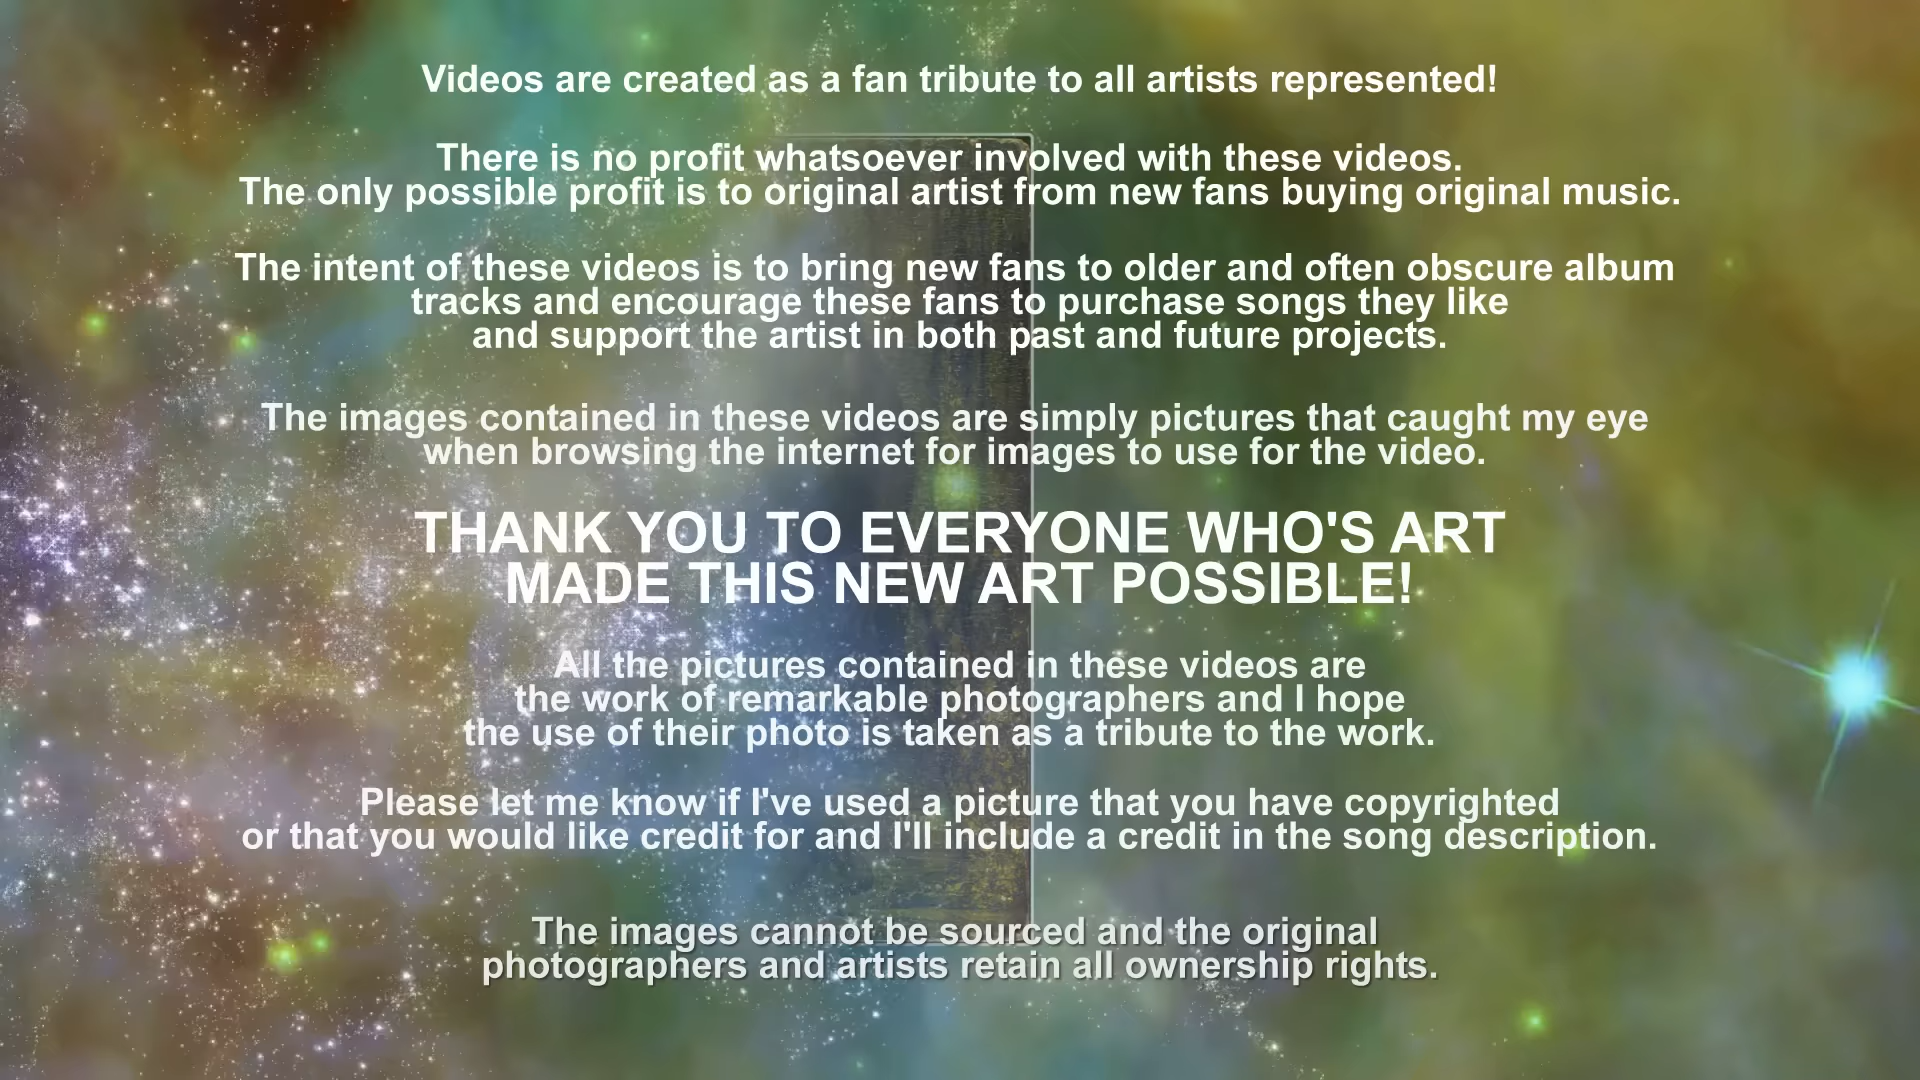 Videos are created as a fan tribute to all artists represented!
There is no profit whatsoever involved with these videos.
The only possible profit is to original artist from new fans buying original music.
The intent of these videos is to bring new fans to older and often obscure album
tracks and encourage these fans to purchase songs they like
and support the artist in both past and future projects.
The images contained in these videos are simply pictures that caught my eye
when browsing the internet for images to use for the video.
THANK YOU TO EVERYONE WHO'S ART
MADE THIS NEW ART POSSIBLE!
All the pictures contained in these videos are
the work of remarkable photographers and I hope
the use of their photo is taken as a tribute to the work.
Please let me know if I've used a picture that you have copyrighted
or that you would like credit for and I'll include a credit in the song description.
The images cannot be sourced and the original
photographers and artists retain all ownership rights.